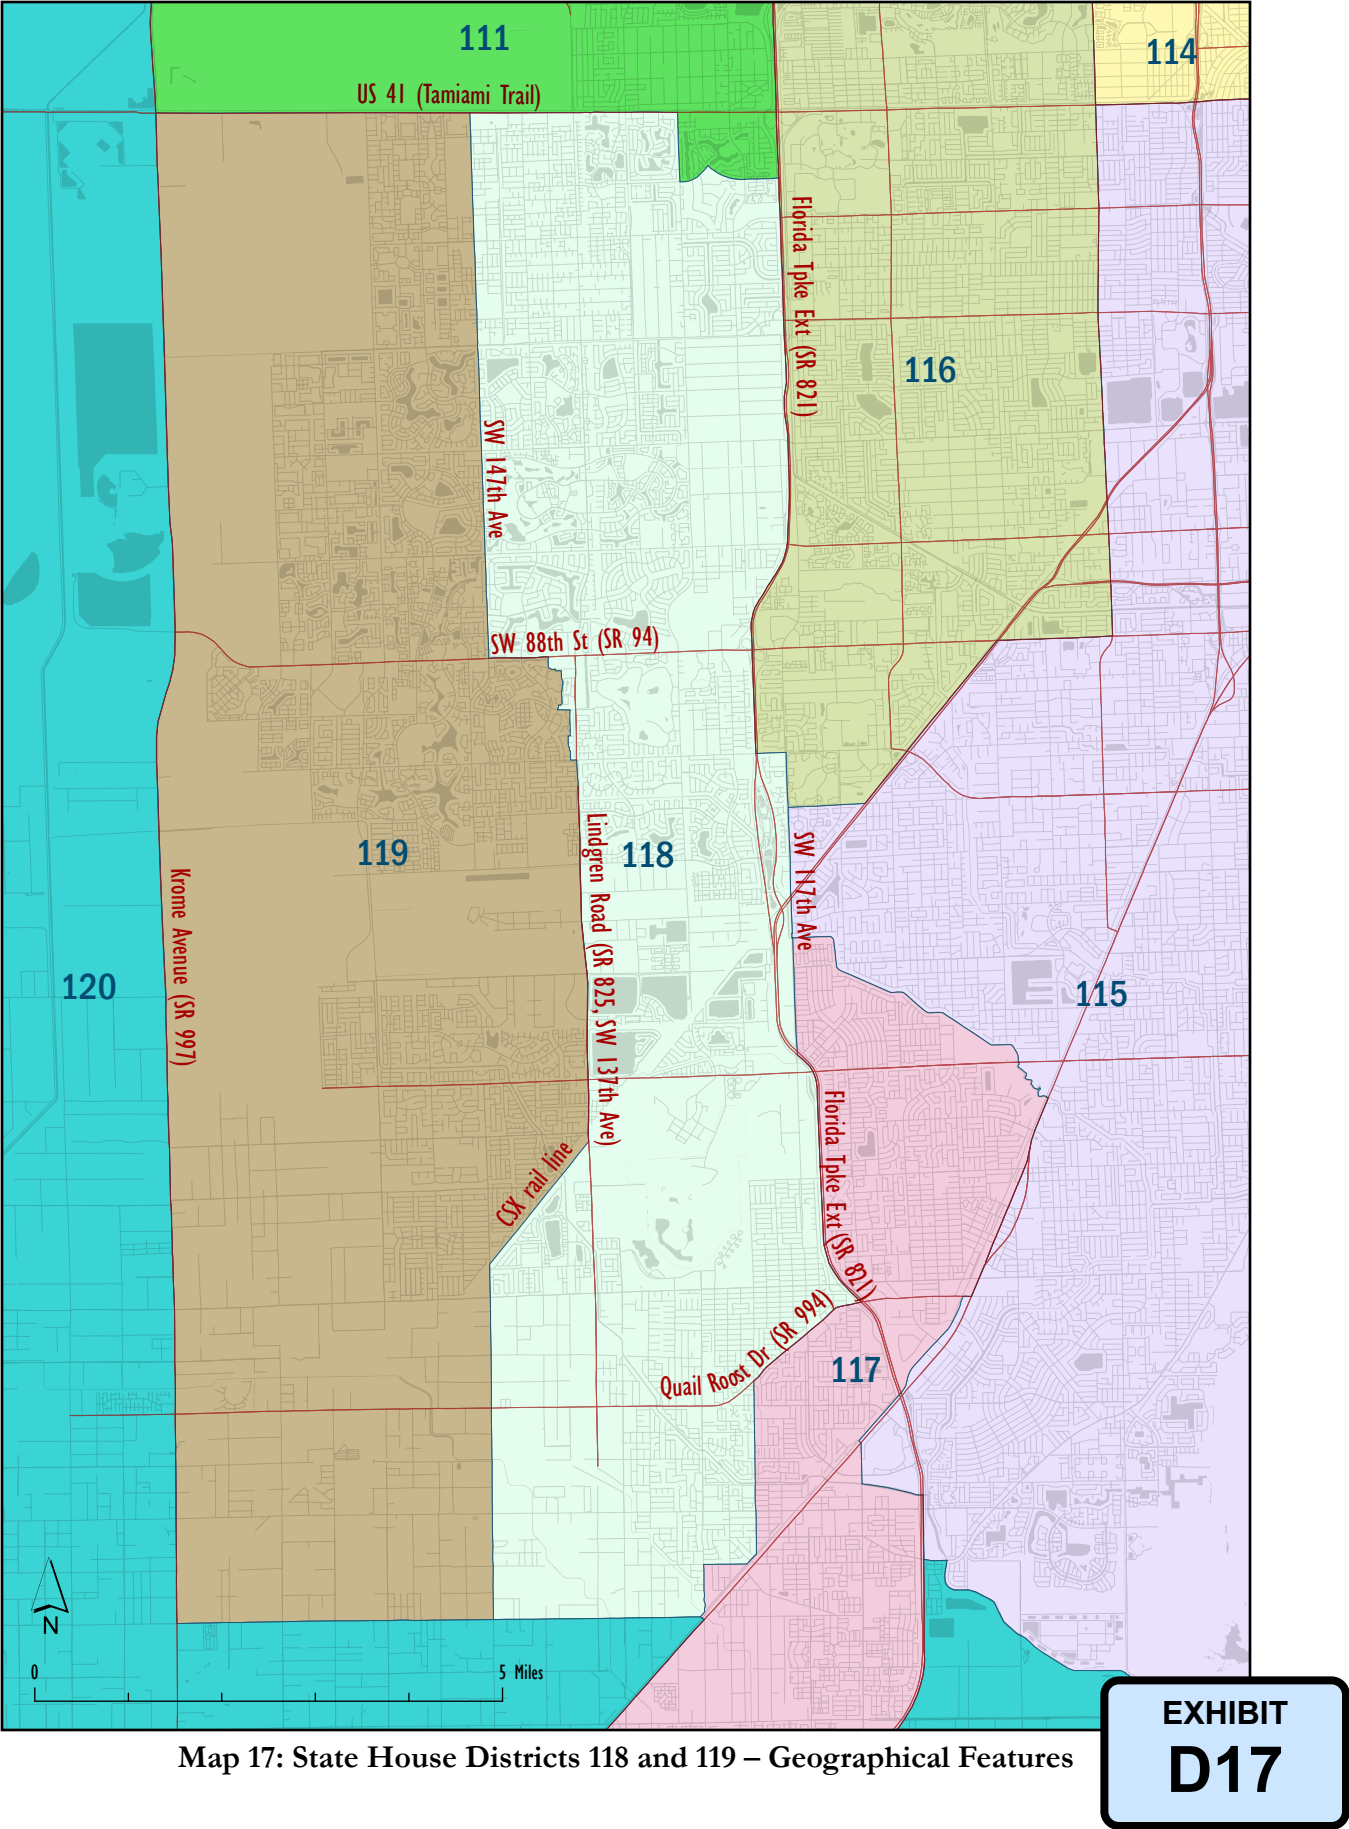 111
114
US 41 (Tamiami Trail)
Florida Tpke Ext (SR 821)
116
SW 147th Ave
SW 88th St (SR 94)
119
118
Lindgren Road (SR 825, SW 137th Ave)
SW 117th Ave
Krome Avenue (SR 997)
120
115
Florida Tpke Ext (SR 821)
CSX rail line
Quail Roost Dr (SR 994)
117
N
0
5 Miles
EXHIBIT
D17
Map 17: State House Districts 118 and 119 – Geographical Features